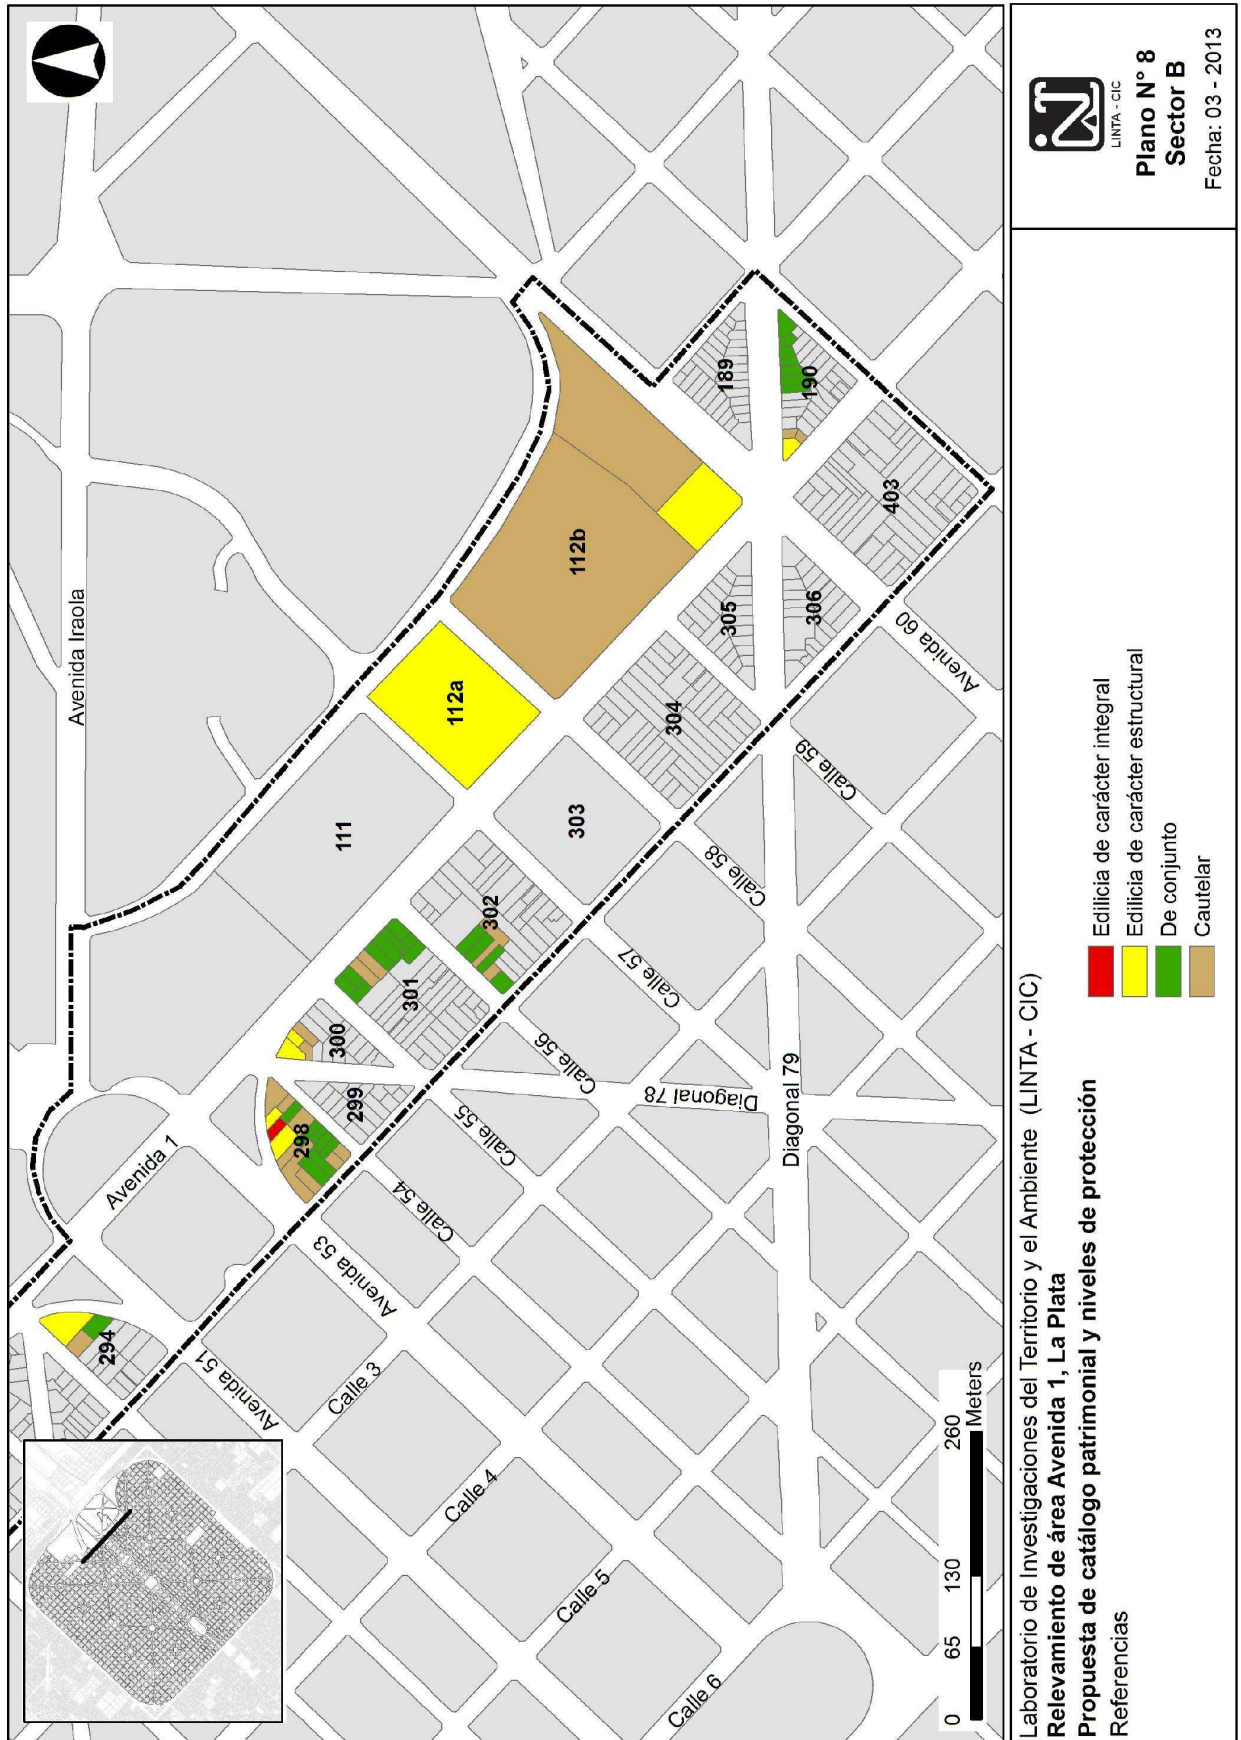 Avenida Iraola
Avenida 1
Avenida 51
Avenida 53
Calle 54
Calle 55
Calle 56
Calle 57
Calle 58
Calle 59
Avenida 60
Calle 3
Calle 4
Calle 5
Calle 6
Diagonal 78
Diagonal 79
294
298
299
300
301
302
303
304
305
306
403
111
112a
112b
189
190
0 65 130 260
Meters
Laboratorio de Investigaciones del Territorio y el Ambiente (LINTA - CIC)
Relevamiento de área Avenida 1, La Plata
Propuesta de catálogo patrimonial y niveles de protección
Referencias
Edilicia de carácter integral
Edilicia de carácter estructural
De conjunto
Cautelar
LINTA - CIC
Plano N° 8
Sector B
Fecha: 03 - 2013